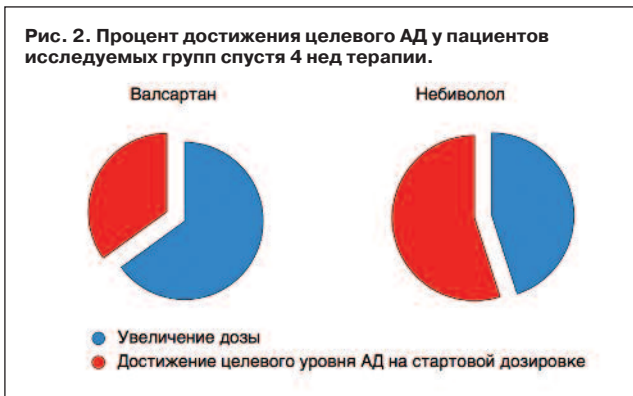 Рис. 2. Процент достижения целевого АД у пациентов
исследуемых групп спустя 4 нед терапии.
Валсартан
Небиволол
Увеличение дозы
Достижение целевого уровня АД на стартовой дозировке